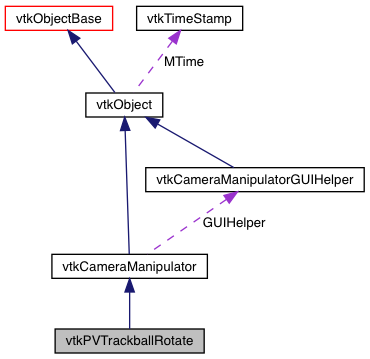 vtkObjectBase
vtkTimeStamp
MTime
vtkObject
vtkCameraManipulatorGUIHelper
GUIHelper
vtkCameraManipulator
vtkPVTrackballRotate